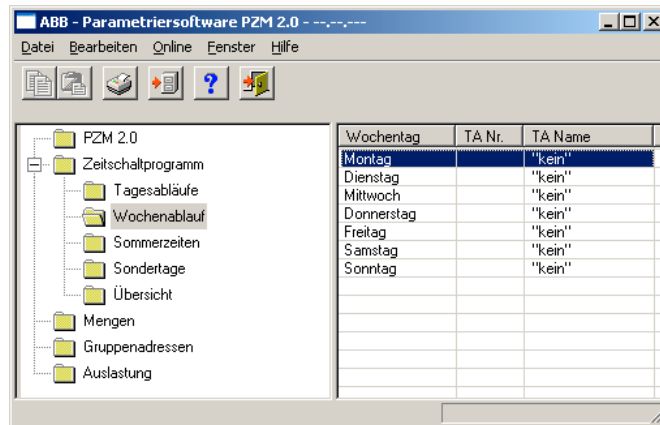 ABB - Parametriersoftware PZM 2.0 - --.--.----
Datei Bearbeiten Online Fenster Hilfe
PZM 2.0
Zeitschaltprogramm
Tagesabläufe
Wochenablauf
Sommerzeiten
Sondertage
Übersicht
Mengen
Gruppenadressen
Auslastung
Wochentag TA Nr. TA Name
Montag "kein"
Dienstag "kein"
Mittwoch "kein"
Donnerstag "kein"
Freitag "kein"
Samstag "kein"
Sonntag "kein"